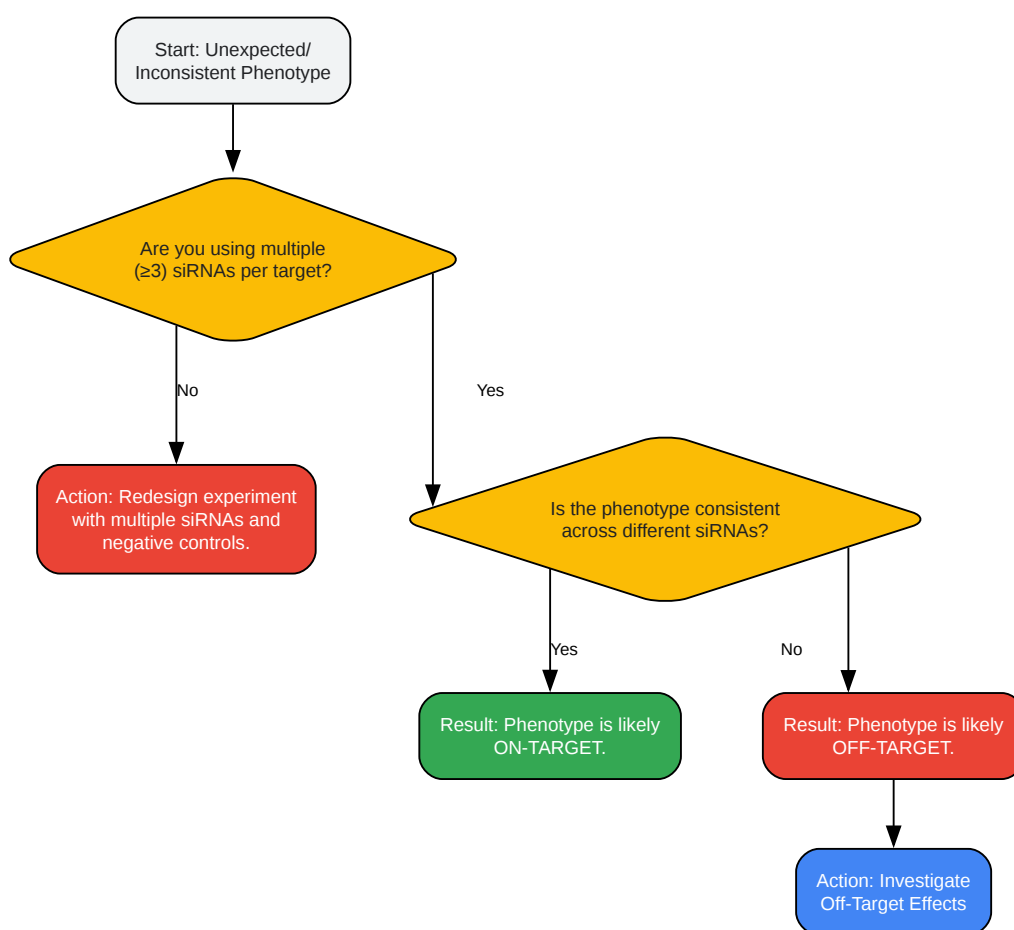 Start: Unexpected/
Inconsistent Phenotype
Are you using multiple
(≥3) siRNAs per target?
No
Yes
Action: Redesign experiment
with multiple siRNAs and
negative controls.
Is the phenotype consistent
across different siRNAs?
Yes
No
Result: Phenotype is likely
ON-TARGET.
Result: Phenotype is likely
OFF-TARGET.
Action: Investigate
Off-Target Effects